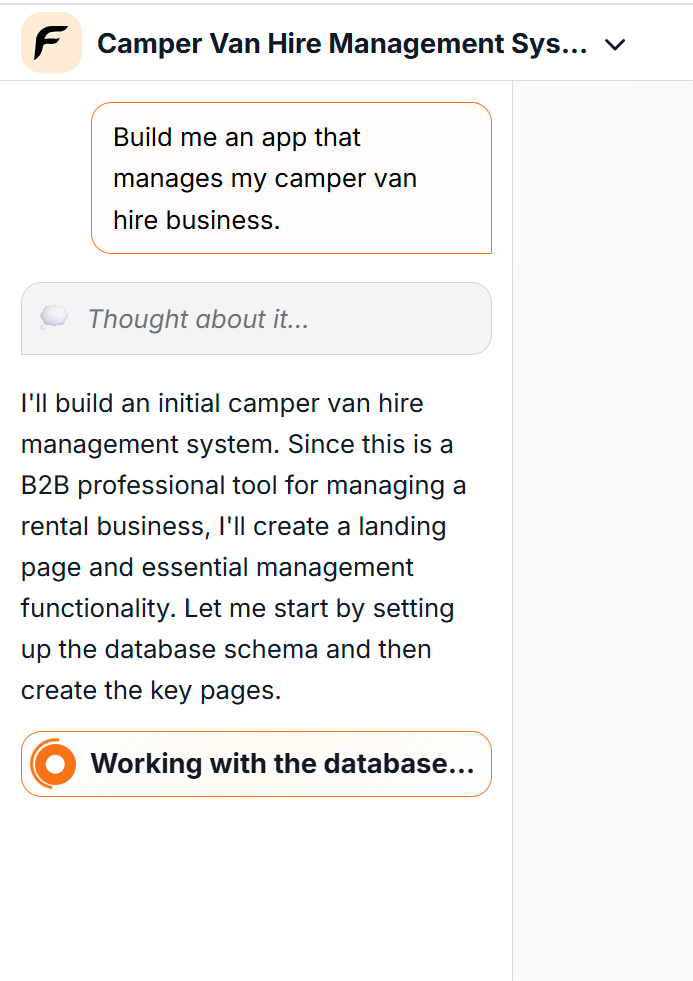 Camper Van Hire Management Sys...
Build me an app that
manages my camper van
hire business.
Thought about it...
I'll build an initial camper van hire
management system. Since this is a
B2B professional tool for managing a
rental business, I'll create a landing
page and essential management
functionality. Let me start by setting
up the database schema and then
create the key pages.
Working with the database...